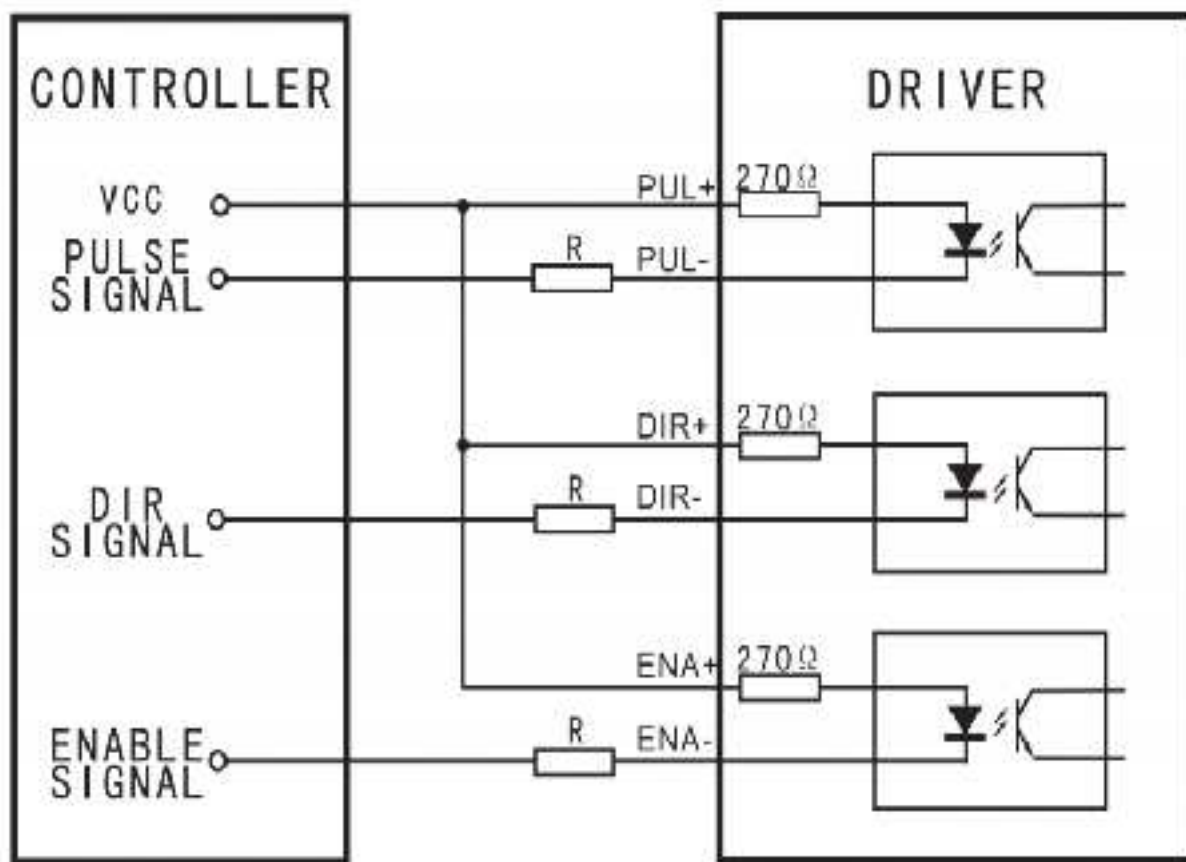 CONTROLLER
DRIVER
VCC
PUL+
270Ω
PULSE
SIGNAL
R
PUL-
DIR+
270Ω
DIR
SIGNAL
R
DIR-
ENA+
270Ω
ENABLE
SIGNAL
R
ENA-